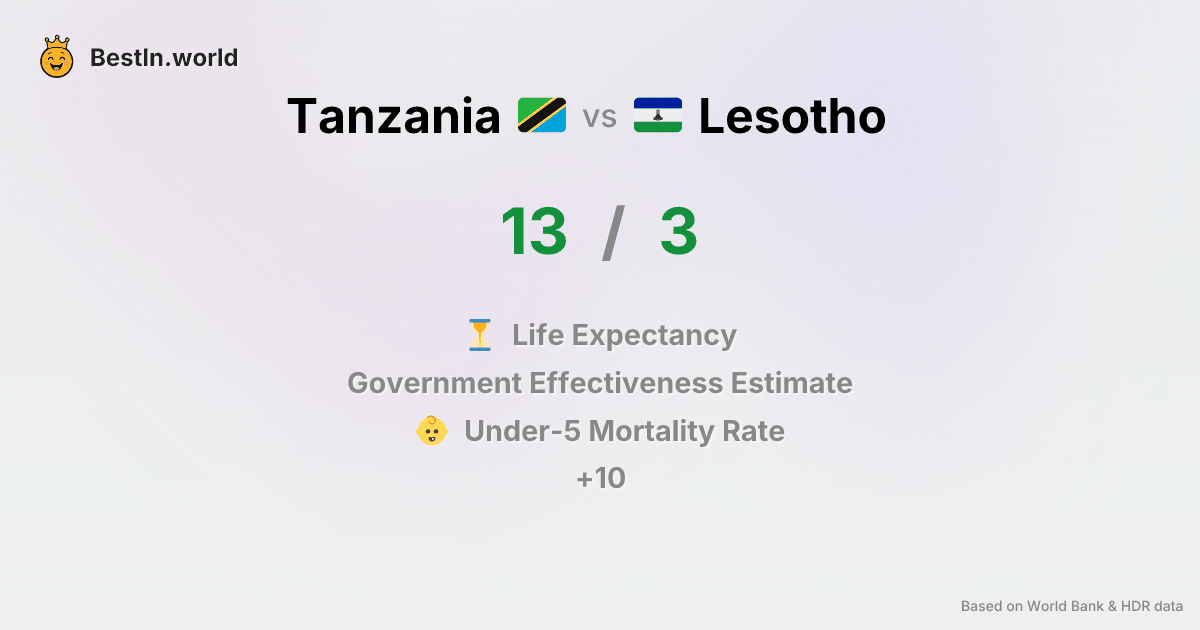 BestIn.world
Tanzania vs Lesotho
13 / 3
Life Expectancy
Government Effectiveness Estimate
Under-5 Mortality Rate
+10
Based on World Bank & HDR data